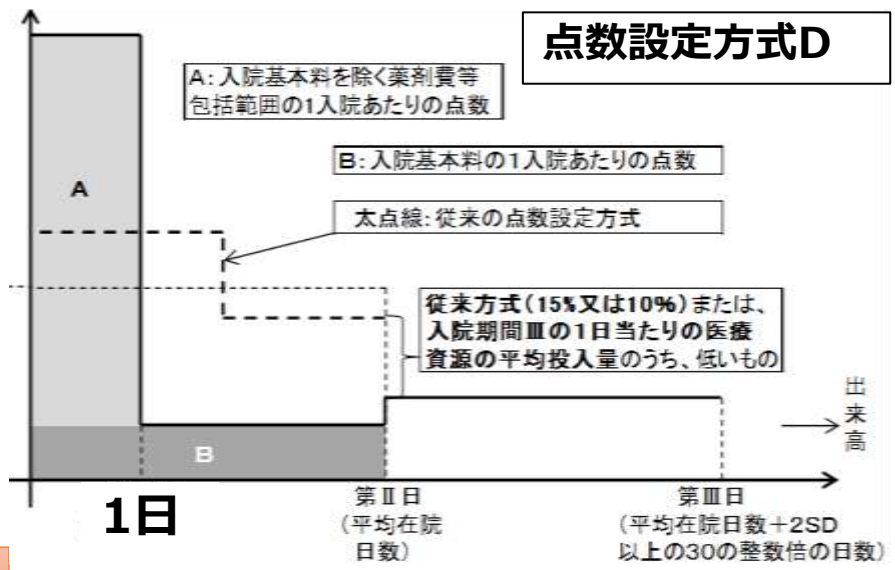 点数設定方式D
A:入院基本料を除く薬剤費等
包括範囲の1入院あたりの点数
B:入院基本料の1入院あたりの点数
A
太点線:従来の点数設定方式
従来方式(15%又は10%)または、
入院期間Ⅲの1日当たりの医療
資源の平均投入量のうち、低いもの
出
来
高
B
1日
第Ⅱ日
(平均在院
日数)
第Ⅲ日
(平均在院日数+2SD
以上の30の整数倍の日数)